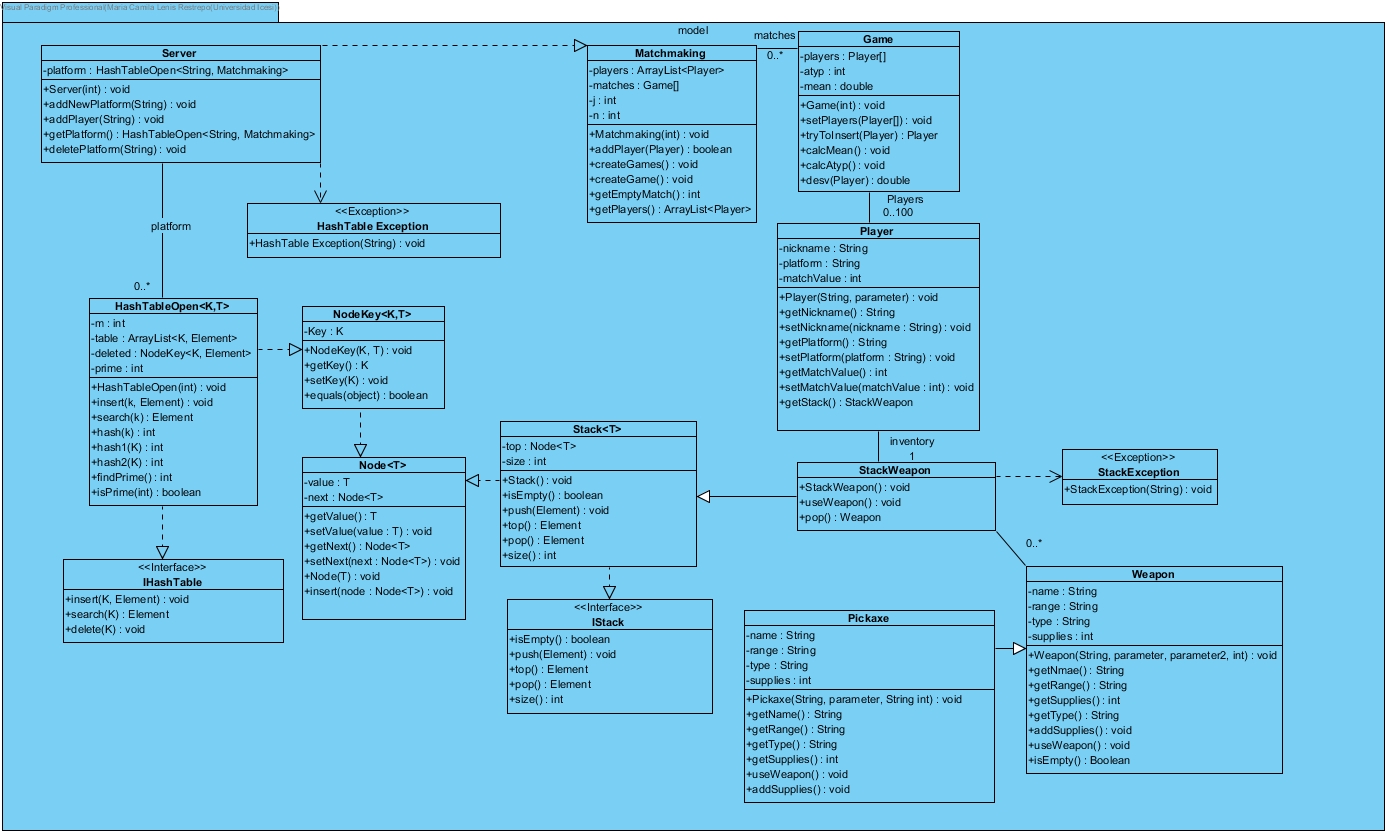 Visual Paradigm Professional(Maria Camila Lenis Restrepo(Universidad Icesi))
model
Server
-platform : HashTableOpen<String, Matchmaking>
+Server(int) : void
+addNewPlatform(String) : void
+addPlayer(String) : void
+getPlatform() : HashTableOpen<String, Matchmaking>
+deletePlatform(String) : void
Matchmaking
-players : ArrayList<Player>
-matches : Game[]
-j : int
-n : int
+Matchmaking(int) : void
+addPlayer(Player) : boolean
+createGames() : void
+createGame() : void
+getEmptyMatch() : int
+getPlayers() : ArrayList<Player>
matches
0..*
Game
-players : Player[]
-atyp : int
-mean : double
+Game(int) : void
+setPlayers(Player[]) : void
+tryToInsert(Player) : Player
+calcMean() : void
+calcAtyp() : void
+desv(Player) : double
Players
0..100
<<Exception>>
HashTable Exception
+HashTable Exception(String) : void
platform
0..*
Player
-nickname : String
-platform : String
-matchValue : int
+Player(String, parameter) : void
+getNickname() : String
+setNickname(nickname : String) : void
+getPlatform() : String
+setPlatform(platform : String) : void
+getMatchValue() : int
+setMatchValue(matchValue : int) : void
+getStack() : StackWeapon
HashTableOpen<K,T>
-m : int
-table : ArrayList<K, Element>
-deleted : NodeKey<K, Element>
-prime : int
+HashTableOpen(int) : void
+insert(k, Element) : void
+search(k) : Element
+hash(k) : int
+hash1(K) : int
+hash2(K) : int
+findPrime() : int
+isPrime(int) : boolean
NodeKey<K,T>
-Key : K
+NodeKey(K, T) : void
+getKey() : K
+setKey(K) : void
+equals(object) : boolean
Stack<T>
-top : Node<T>
-size : int
+Stack() : void
+isEmpty() : boolean
+push(Element) : void
+top() : Element
+pop() : Element
+size() : int
inventory
1
StackWeapon
+StackWeapon() : void
+useWeapon() : void
+pop() : Weapon
<<Exception>>
StackException
+StackException(String) : void
Node<T>
-value : T
-next : Node<T>
+getValue() : T
+setValue(value : T) : void
+getNext() : Node<T>
+setNext(next : Node<T>) : void
+Node(T) : void
+insert(node : Node<T>) : void
0..*
<<Interface>>
IHashTable
+insert(K, Element) : void
+search(K) : Element
+delete(K) : void
<<Interface>>
IStack
+isEmpty() : boolean
+push(Element) : void
+top() : Element
+pop() : Element
+size() : int
Pickaxe
-name : String
-range : String
-type : String
-supplies : int
+Pickaxe(String, parameter, String int) : void
+getName() : String
+getRange() : String
+getType() : String
+getSupplies() : int
+useWeapon() : void
+addSupplies() : void
Weapon
-name : String
-range : String
-type : String
-supplies : int
+Weapon(String, parameter, parameter2, int) : void
+getNmae() : String
+getRange() : String
+getSupplies() : int
+getType() : String
+addSupplies() : void
+useWeapon() : void
+isEmpty() : Boolean